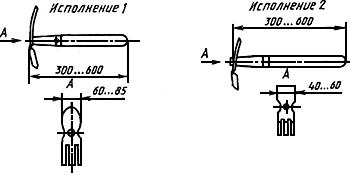 Исполнение 1
А
300...600
А
60...85
Исполнение 2
300...600
А
А
40...60